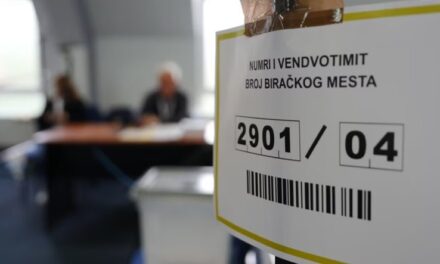 NUMRI I VENDVOTIMIT
BROJ BIRAČKOG MESTA
2901 / 04